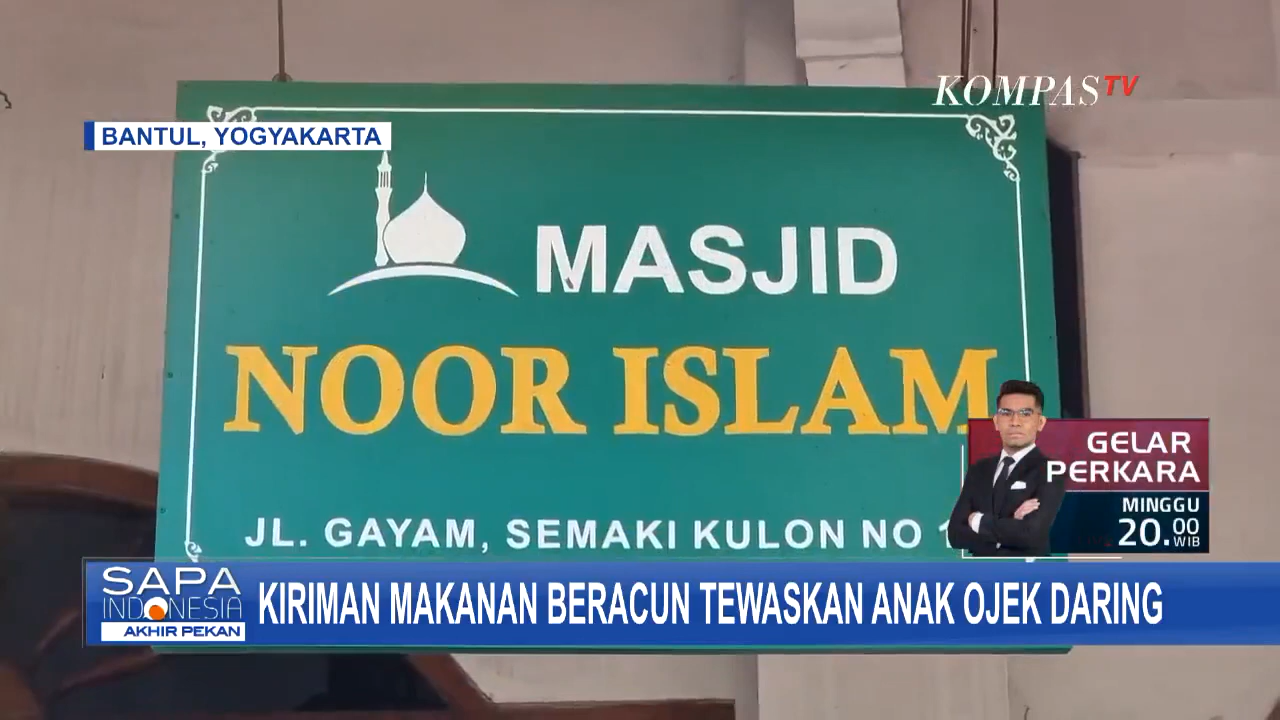 KOMPAS TV
BANTUL, YOGYAKARTA
MASJID
NOOR ISLAM
GELAR
PERKARA
MINGGU
20.00 WIB
JL. GAYAM, SEMAKI KULON NO
SAPA INDONESIA AKHIR PEKAN
KIRIMAN MAKANAN BERACUN TEWASKAN ANAK OJEK DARING